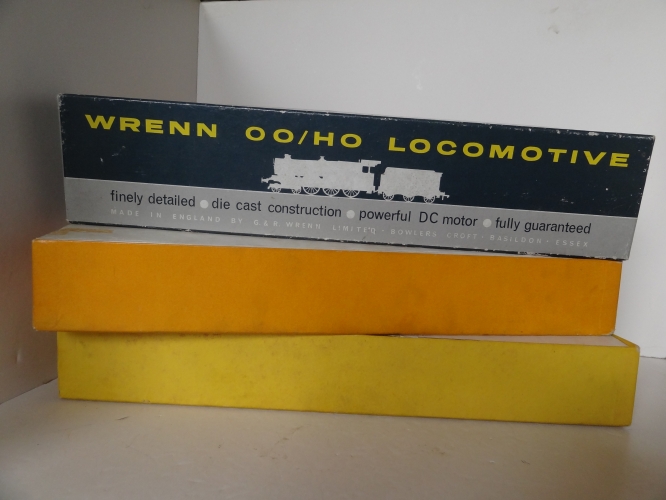 WRENN OO/HO LOCOMOTIVE
finely detailed • die cast construction • powerful DC motor • fully guaranteed
MADE IN ENGLAND BY G & R WRENN LIMITED • BOWLERS CROFT • BASILDON • ESSEX